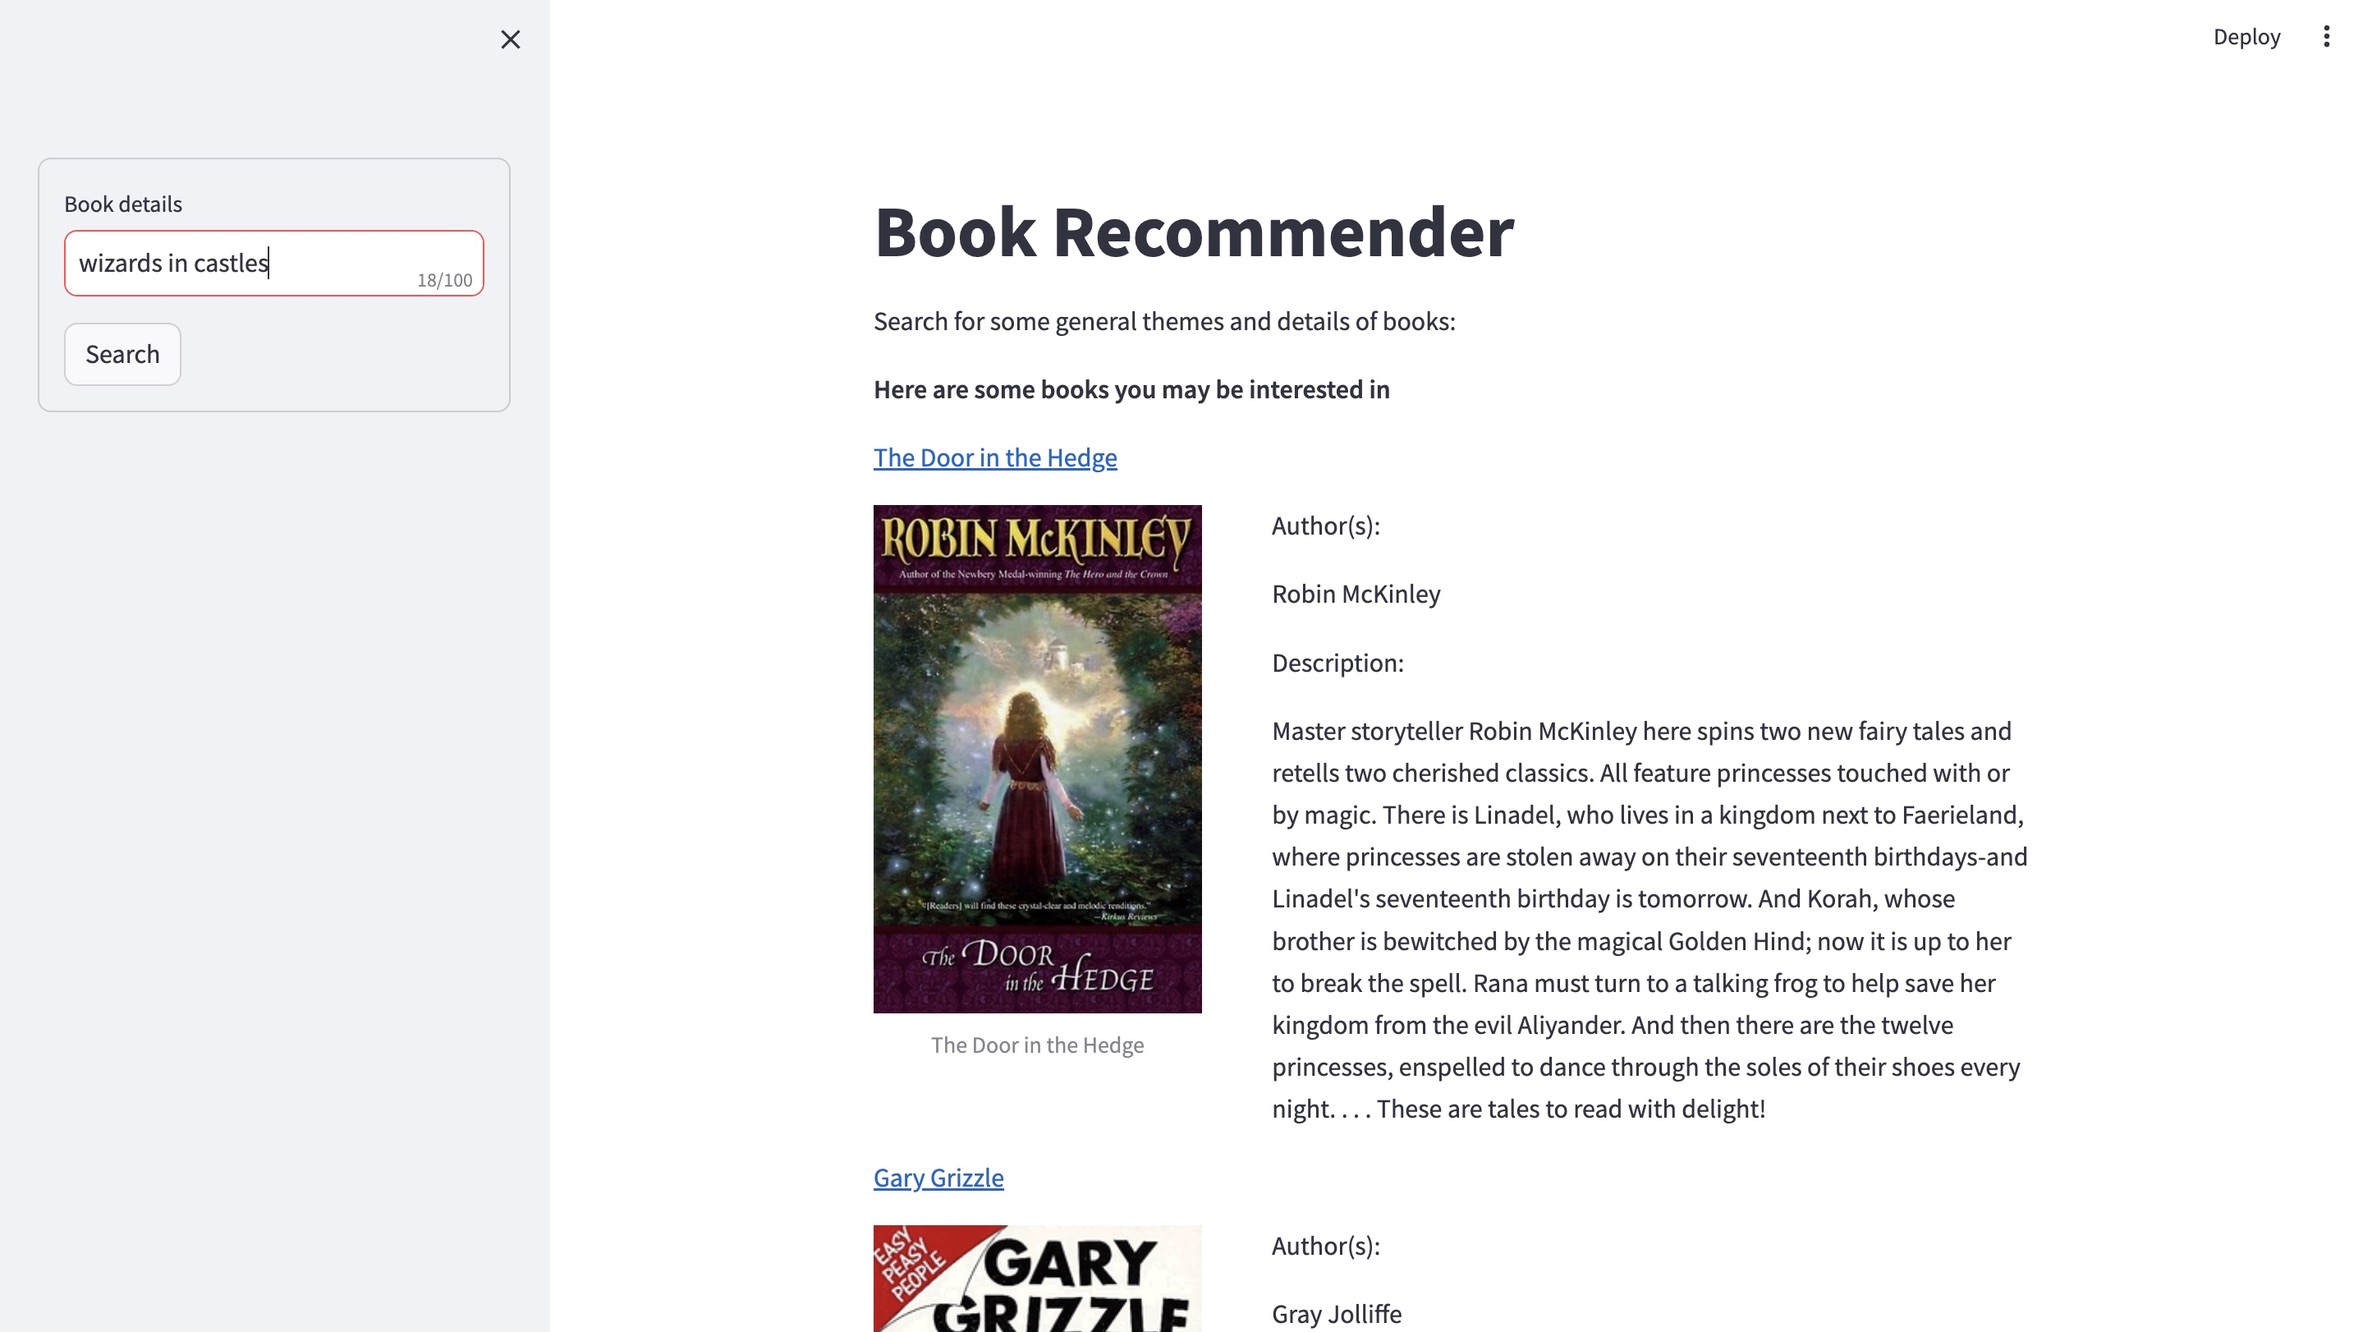 Deploy
Book details
wizards in castles
18/100
Search
Book Recommender
Search for some general themes and details of books:
Here are some books you may be interested in
The Door in the Hedge
ROBIN McKINLEY
Author of the Newbery Medal-winning The Hero and the Crown
"[Readers] will find these crystal-clear and melodic renditions."
—Kirkus Reviews
The DOOR
in the HEDGE
The Door in the Hedge
Author(s):
Robin McKinley
Description:
Master storyteller Robin McKinley here spins two new fairy tales and
retells two cherished classics. All feature princesses touched with or
by magic. There is Linadel, who lives in a kingdom next to Faerieland,
where princesses are stolen away on their seventeenth birthdays-and
Linadel's seventeenth birthday is tomorrow. And Korah, whose
brother is bewitched by the magical Golden Hind; now it is up to her
to break the spell. Rana must turn to a talking frog to help save her
kingdom from the evil Aliyander. And then there are the twelve
princesses, enspelled to dance through the soles of their shoes every
night. . . . These are tales to read with delight!
Gary Grizzle
EASY
PEASY
PEOPLE
GARY
GRIZZLE
Author(s):
Gray Jolliffe